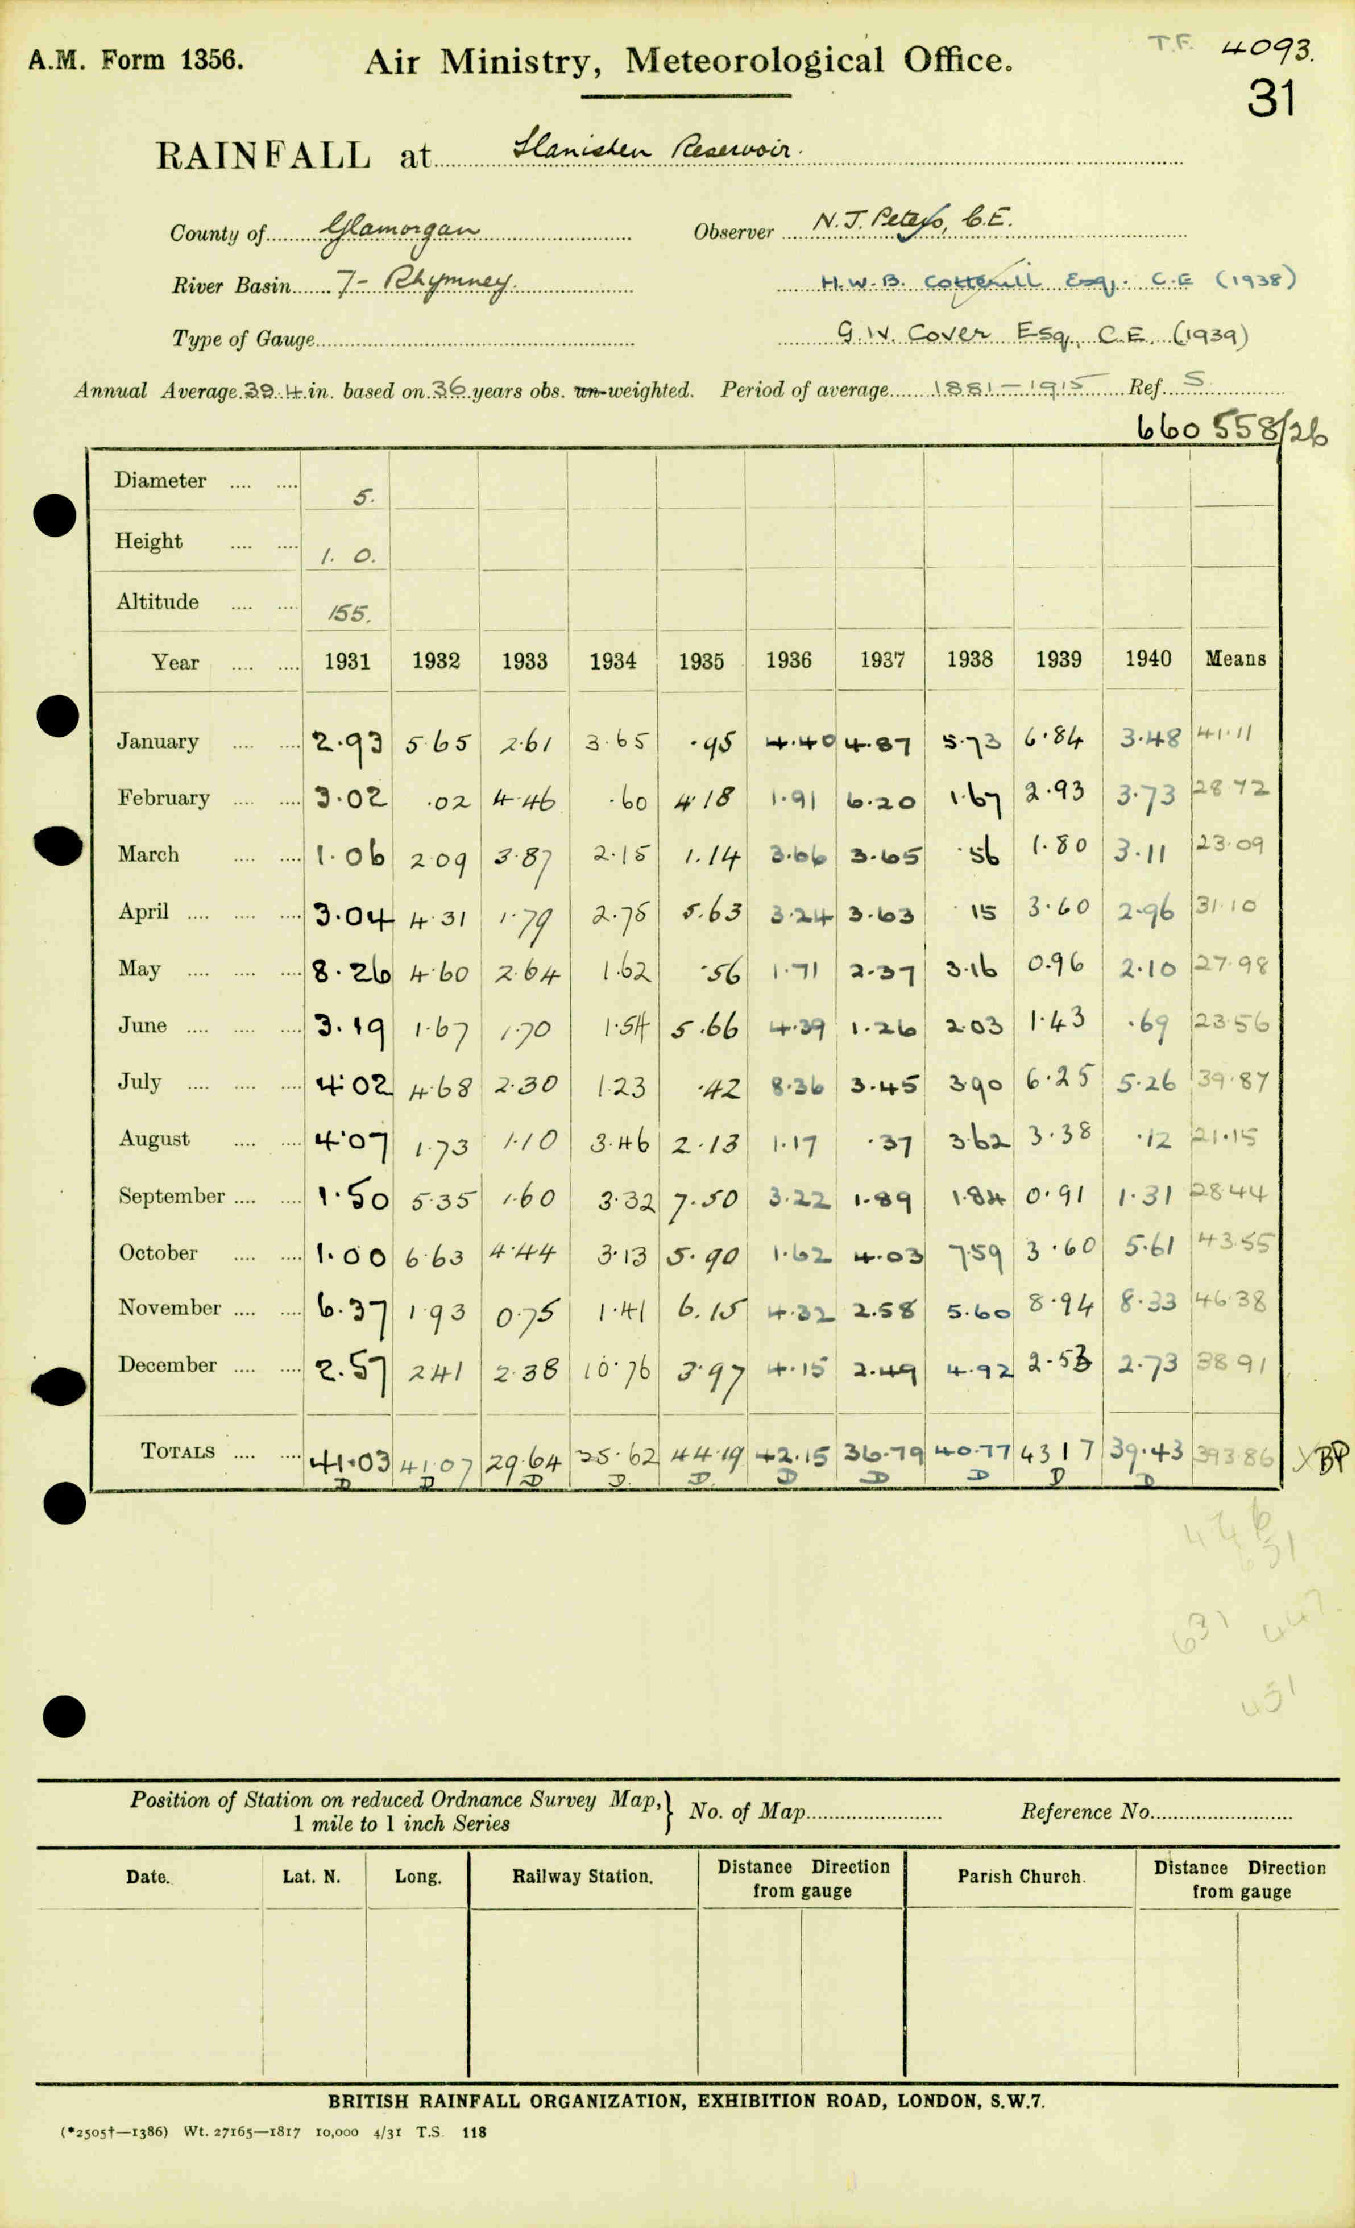 A.M. Form 1356.
Air Ministry, Meteorological Office.
T.F. 4093.
31
RAINFALL at Llanishen Reservoir.
County of Glamorgan Observer N. J. Peters, C.E.
River Basin 7- Rhymney. H.W.B. Cotterill Esq. C.E (1938)
Type of Gauge G.W. Cover Esq., C.E. (1939)
Annual Average 39.4 in. based on 36 years obs. un-weighted. Period of average 1881-1915 Ref. S
660 558/26
Diameter 5.
Height 1. 0.
Altitude 155.
Year 1931 1932 1933 1934 1935 1936 1937 1938 1939 1940 Means
January 2.93 5.65 2.61 3.65 .95 4.40 4.87 5.73 6.84 3.48 41.11
February 3.02 .02 4.46 .60 4.18 1.91 6.20 1.67 2.93 3.73 28.72
March 1.06 2.09 3.87 2.15 1.14 3.66 3.65 .56 1.80 3.11 23.09
April 3.04 4.31 1.79 2.75 5.63 3.24 3.63 .15 3.60 2.96 31.10
May 8.26 4.60 2.64 1.62 .56 1.71 2.37 3.16 0.96 2.10 27.98
June 3.19 1.67 1.70 1.54 5.66 4.39 1.26 2.03 1.43 .69 23.56
July 4.02 4.68 2.30 1.23 .42 8.36 3.45 3.90 6.25 5.26 39.87
August 4.07 1.73 1.10 3.46 2.13 1.17 .37 3.62 3.38 .12 21.15
September 1.50 5.35 1.60 3.32 7.50 3.22 1.89 1.84 0.91 1.31 28.44
October 1.00 6.63 4.44 3.13 5.90 1.62 4.03 7.59 3.60 5.61 43.55
November 6.37 1.93 0.75 1.41 6.15 4.32 2.58 5.60 8.94 8.33 46.38
December 2.57 2.41 2.38 10.76 3.97 4.15 2.49 4.92 2.53 2.73 38.91
TOTALS 41.03 41.07 29.64 35.62 44.19 42.15 36.79 40.77 43.17 39.43 393.86 X BP
D D D D. D. D D D D D
631
Position of Station on reduced Ordnance Survey Map,} No. of Map Reference No.
1 mile to 1 inch Series
Date. Lat. N. Long. Railway Station. Distance Direction from gauge Parish Church. Distance Direction from gauge
BRITISH RAINFALL ORGANIZATION, EXHIBITION ROAD, LONDON, S.W.7.
(*2505†—1386) Wt. 27165—1817 10,000 4/31 T.S. 118